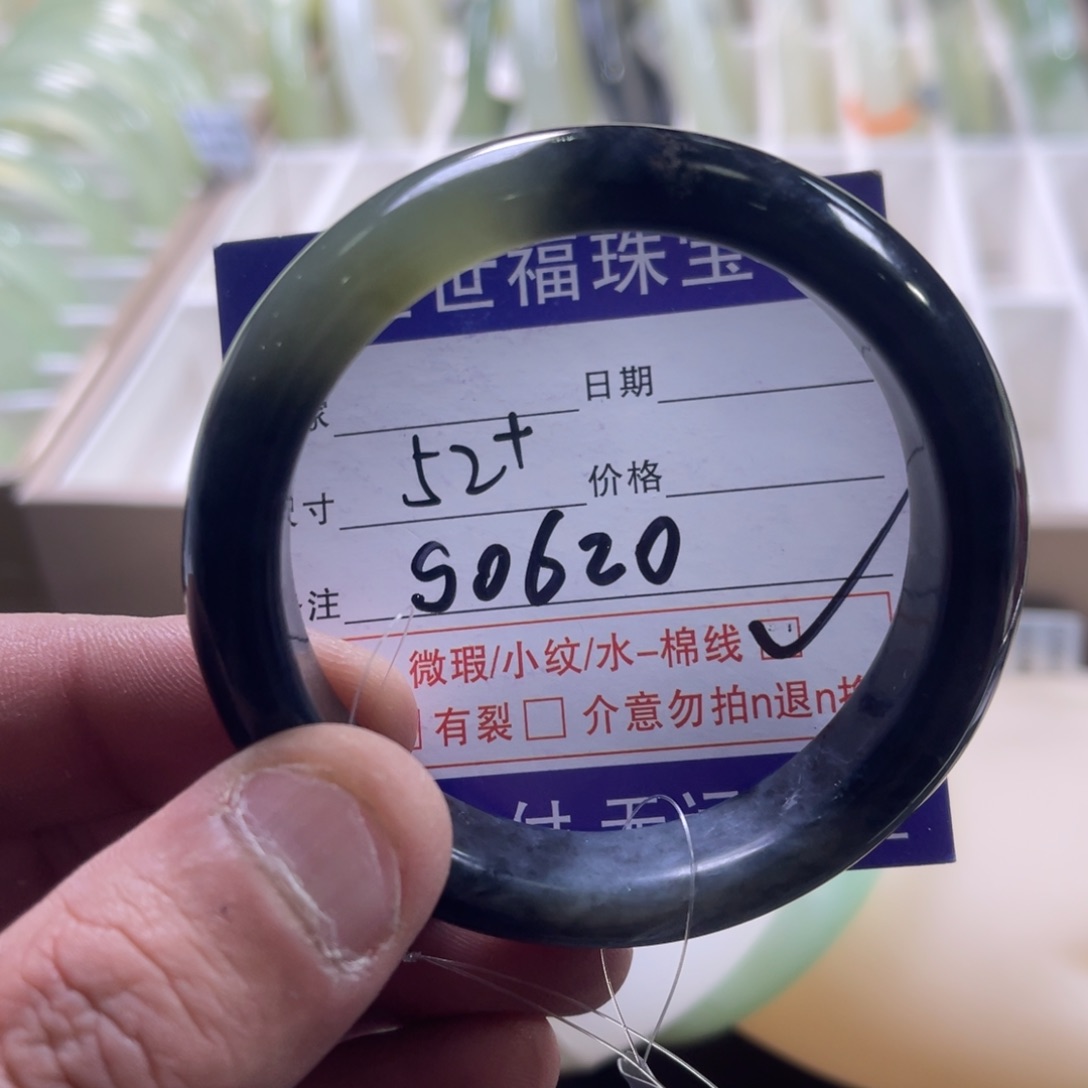 世福珠宝
日期
寸 52+ 价格
注 S0620
微瑕/小纹/水-棉线 ☑
有裂 □ 介意勿拍n退n